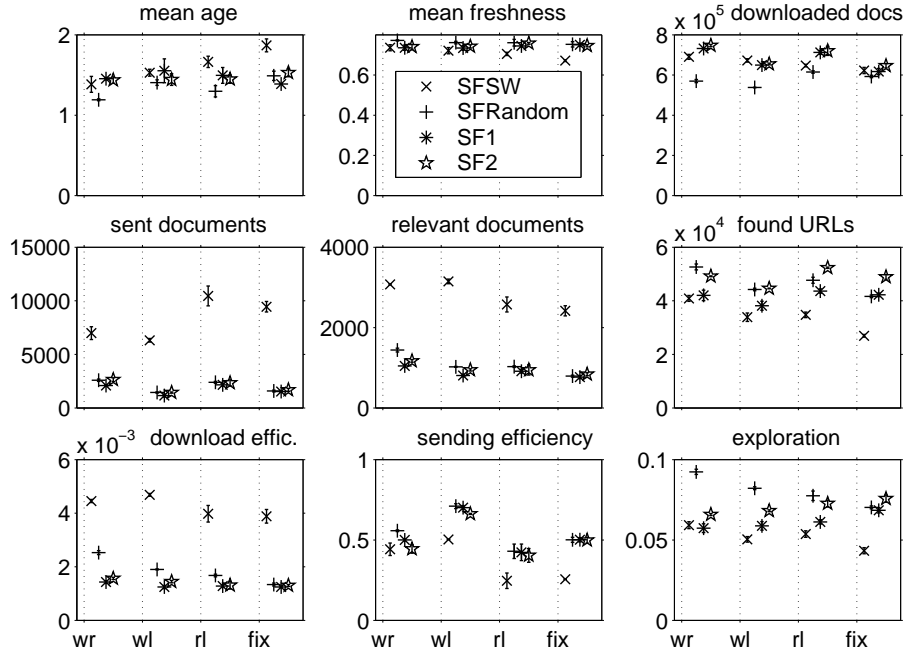 mean age
mean freshness
x 10^5 downloaded docs
2
1
0
0.6
0.4
0.2
0
SFSW
SFRandom
SF1
SF2
8
6
4
2
0
sent documents
relevant documents
x 10^4 found URLs
15000
10000
5000
0
4000
2000
0
6
4
2
0
x 10^−3 download effic.
sending efficiency
exploration
6
4
2
0
1
0.5
0
0.1
0.05
0
wr wl rl fix
wr wl rl fix
wr wl rl fix